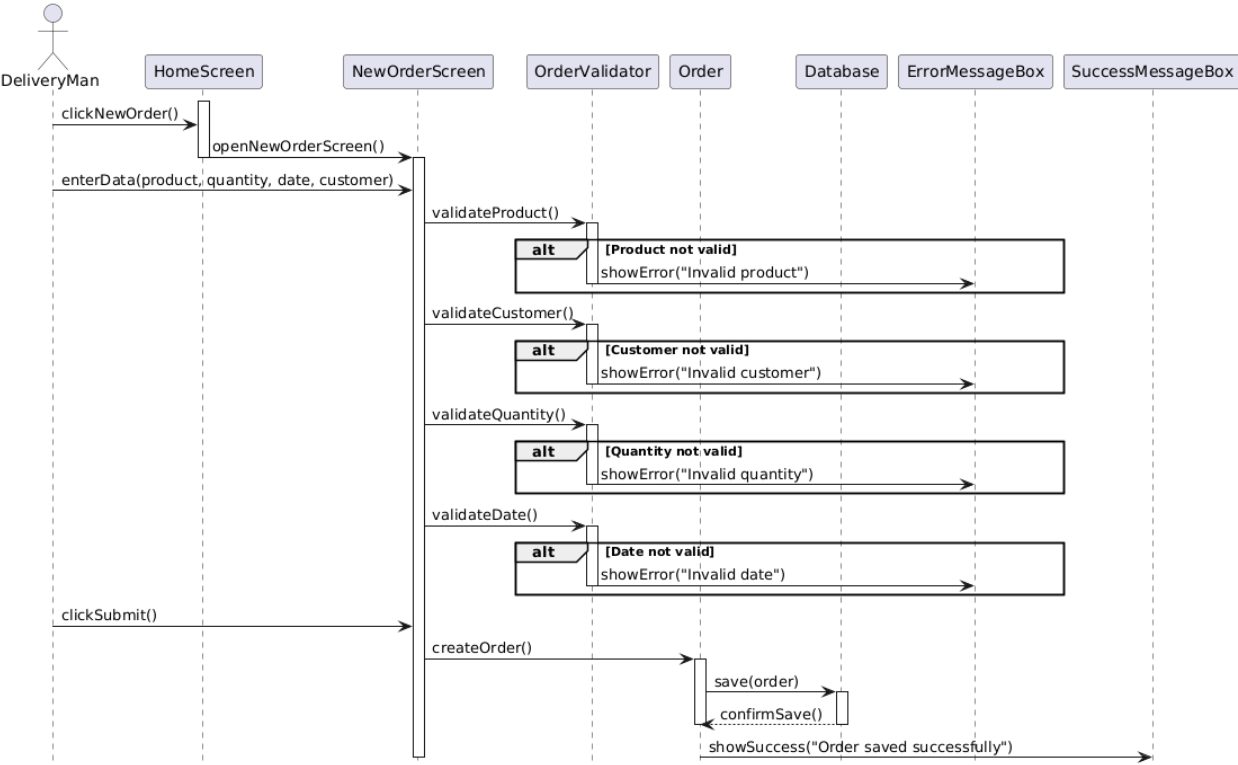 DeliveryMan
HomeScreen
NewOrderScreen
OrderValidator
Order
Database
ErrorMessageBox
SuccessMessageBox
clickNewOrder()
openNewOrderScreen()
enterData(product, quantity, date, customer)
validateProduct()
alt [Product not valid]
showError("Invalid product")
validateCustomer()
alt [Customer not valid]
showError("Invalid customer")
validateQuantity()
alt [Quantity not valid]
showError("Invalid quantity")
validateDate()
alt [Date not valid]
showError("Invalid date")
clickSubmit()
createOrder()
save(order)
confirmSave()
showSuccess("Order saved successfully")